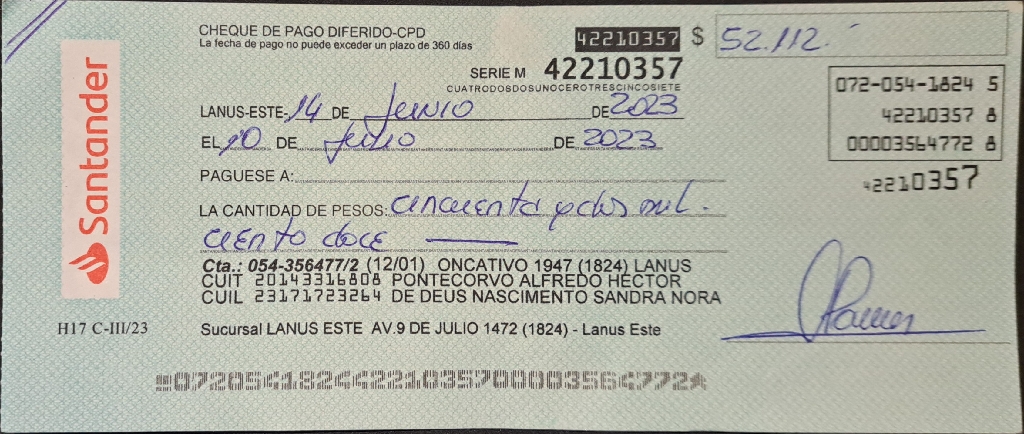 CHEQUE DE PAGO DIFERIDO-CPD
La fecha de pago no puede exceder un plazo de 360 días
42210357 $ 52.112.-
SERIE M 42210357
CUATRODOSDOSUNOCEROTRESCINCOSIETE
072-054-1824 5
42210357 8
00003564772 8
42210357
LANUS-ESTE- 14 DE Junio DE 2023
EL 20 DE Julio DE 2023
PAGUESE A:
LA CANTIDAD DE PESOS: cincuenta y dos mil.
ciento doce
Santander
Cta.: 054-356477/2 (12/01) ONCATIVO 1947 (1824) LANUS
CUIT 20143316808 PONTECORVO ALFREDO HECTOR
CUIL 23171723264 DE DEUS NASCIMENTO SANDRA NORA
H17 C-III/23
Sucursal LANUS ESTE AV.9 DE JULIO 1472 (1824) - Lanus Este
07205418244221035700003564772